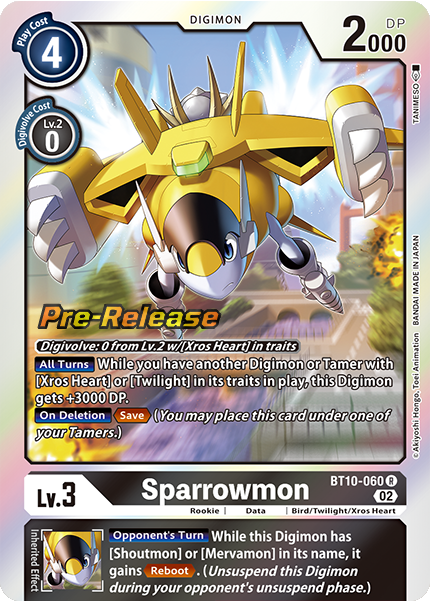 DIGIMON
Play Cost
4
DP
2000
Digivolve Cost
Lv.2
0
TANIMESO
BANDAI MADE IN JAPAN
© Akiyoshi Hongo, Toei Animation
Pre-Release
Digivolve: 0 from Lv.2 w/[Xros Heart] in traits
All Turns While you have another Digimon or Tamer with
[Xros Heart] or [Twilight] in its traits in play, this Digimon
gets +3000 DP.
On Deletion Save (You may place this card under one of
your Tamers.)
Lv.3
Sparrowmon
BT10-060 R
02
Rookie | Data | Bird/Twilight/Xros Heart
Inherited Effect
Opponent's Turn While this Digimon has
[Shoutmon] or [Mervamon] in its name, it
gains Reboot. (Unsuspend this Digimon
during your opponent's unsuspend phase.)